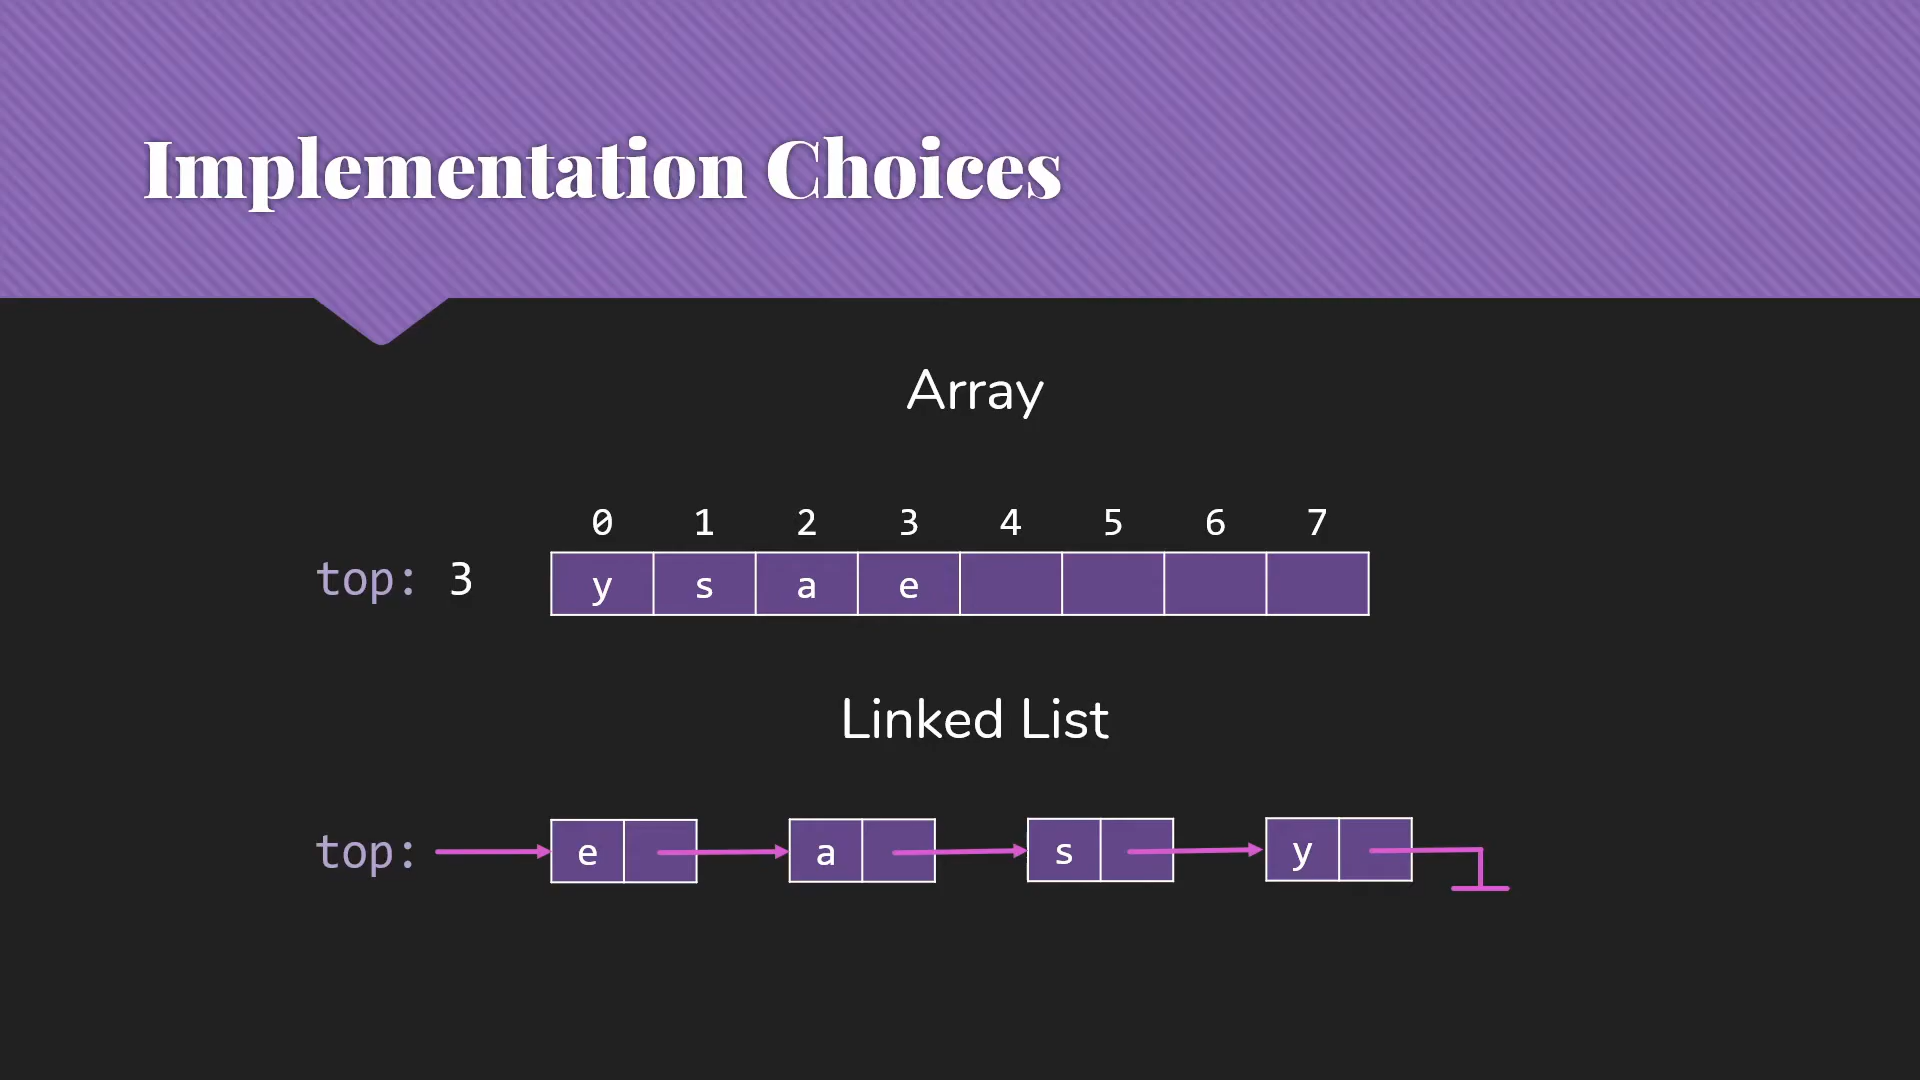 Implementation Choices
Array
0 1 2 3 4 5 6 7
top: 3 y s a e
Linked List
top: e a s y